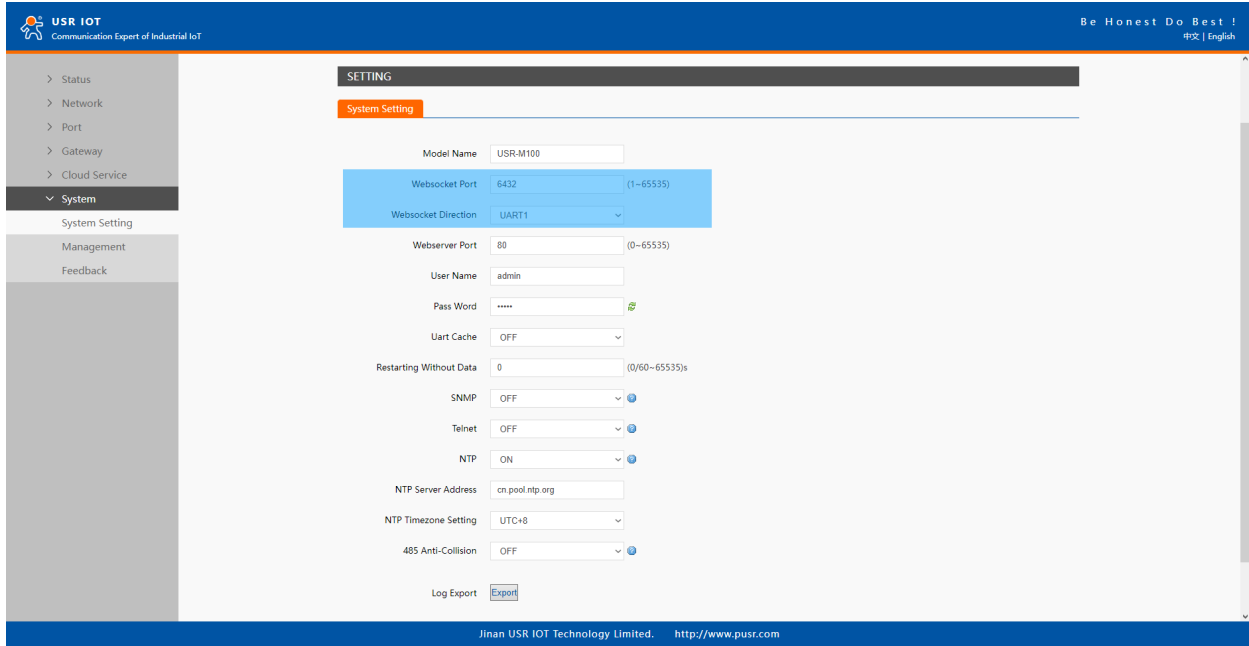 USR IOT
Communication Expert of Industrial IoT
Be Honest Do Best !
中文 | English
Status
Network
Port
Gateway
Cloud Service
System
System Setting
Management
Feedback
SETTING
System Setting
Model Name USR-M100
Websocket Port 6432 (1~65535)
Websocket Direction UART1
Webserver Port 80 (0~65535)
User Name admin
Pass Word •••••
Uart Cache OFF
Restarting Without Data 0 (0/60~65535)s
SNMP OFF
Telnet OFF
NTP ON
NTP Server Address cn.pool.ntp.org
NTP Timezone Setting UTC+8
485 Anti-Collision OFF
Log Export Export
Jinan USR IOT Technology Limited. http://www.pusr.com